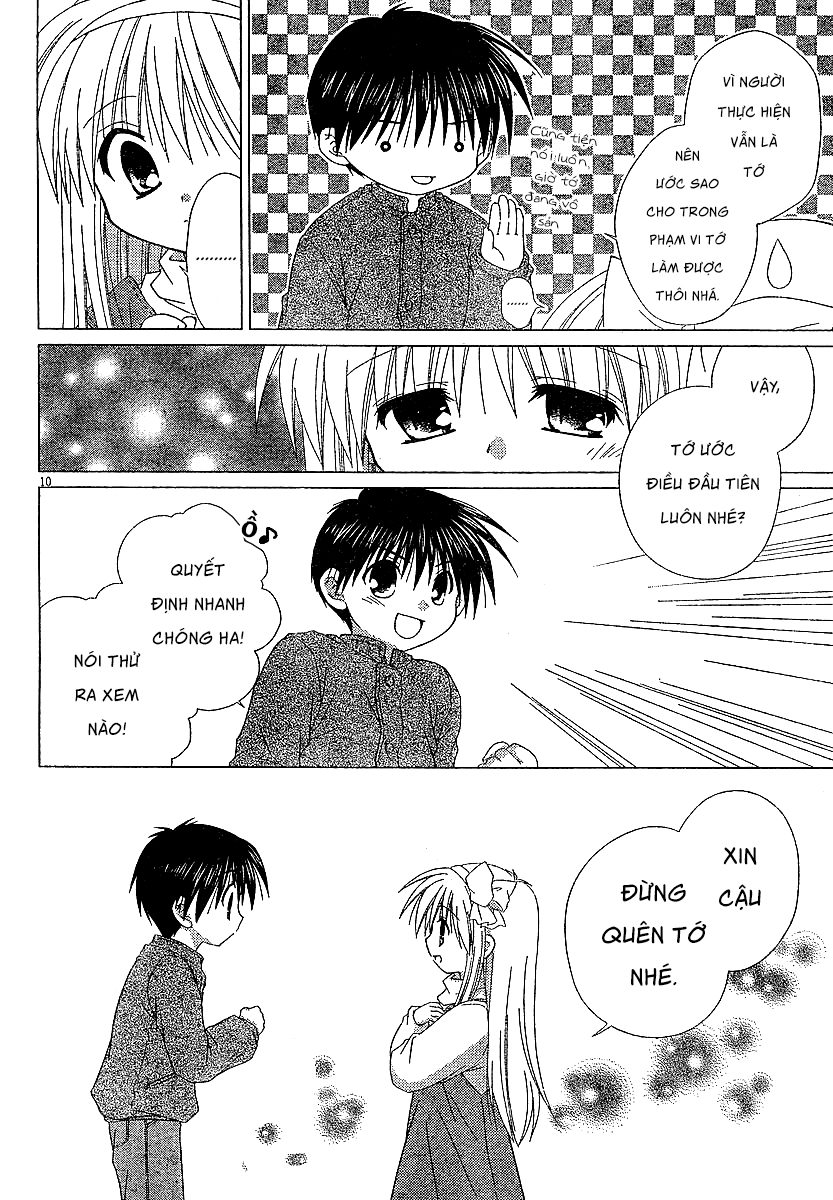 VÌ NGƯỜI
THỰC HIỆN
VẪN LÀ
TỚ
NÊN
ƯỚC SAO
CHO TRONG
PHẠM VI TỚ
LÀM ĐƯỢC
THÔI NHÁ.
Cũng tiện
nói luôn
giờ tớ
đang vô
sản
........
..........
VẬY,
TỚ ƯỚC
ĐIỀU ĐẦU TIÊN
LUÔN NHÉ?
10
Ồ♪
QUYẾT
ĐỊNH NHANH
CHÓNG HA!
NÓI THỬ
RA XEM
NÀO!
XIN
CẬU
ĐỪNG
QUÊN TỚ
NHÉ.